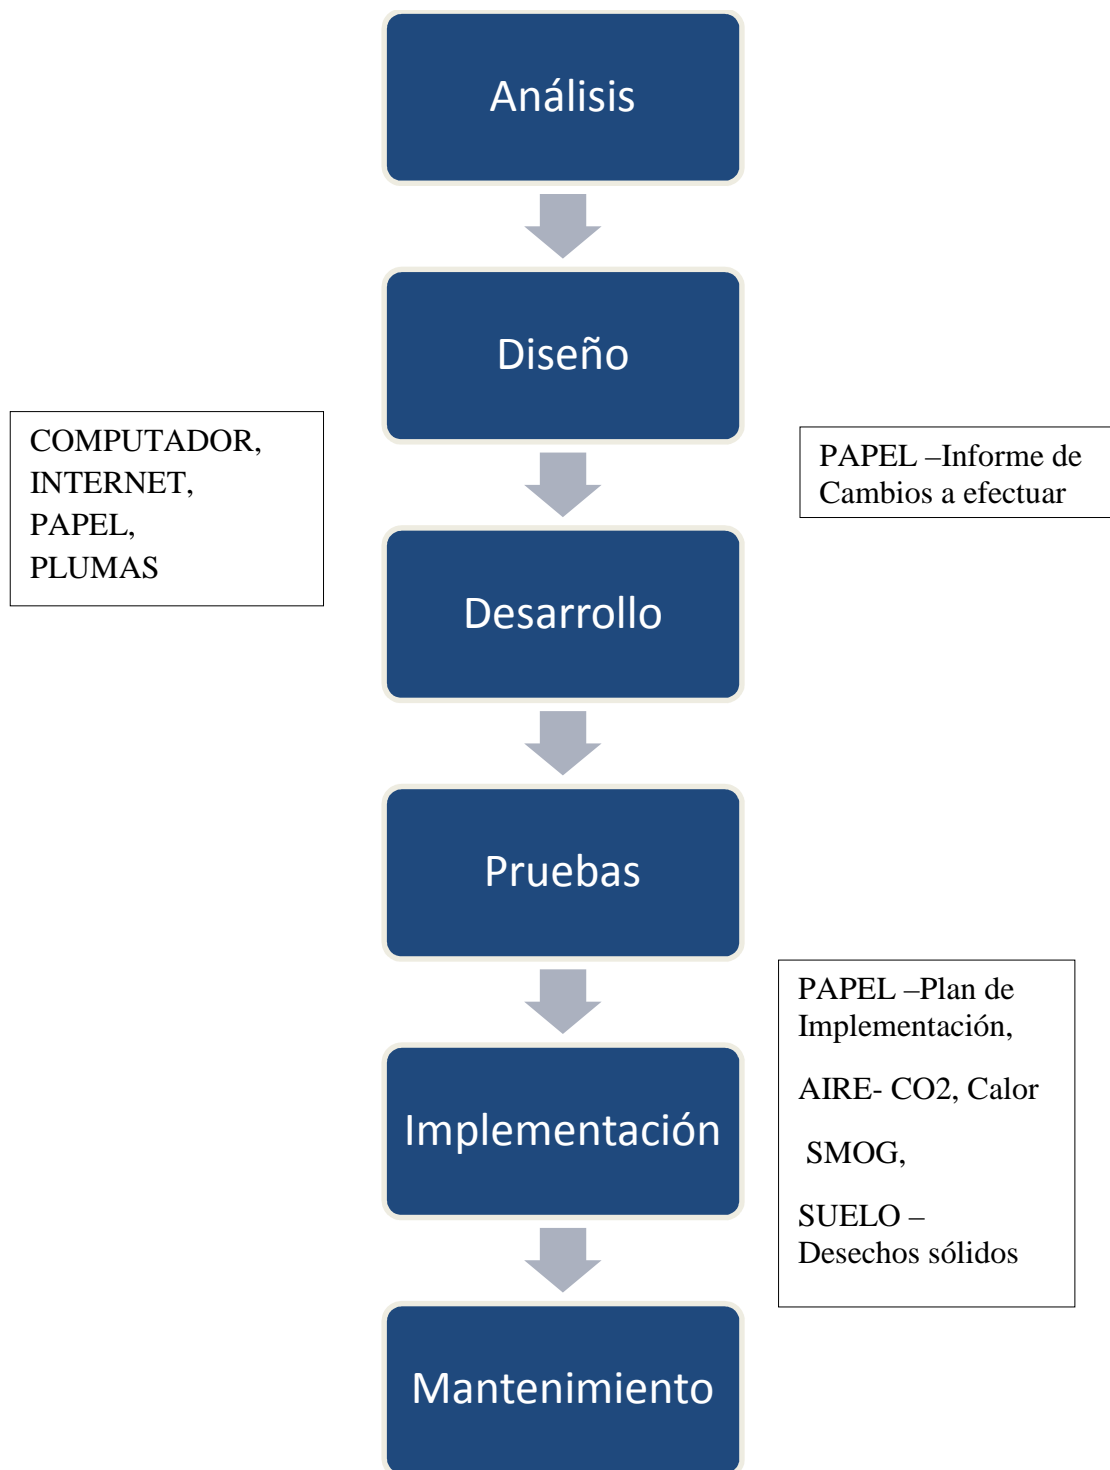 Análisis
Diseño
COMPUTADOR,
INTERNET,
PAPEL,
PLUMAS
PAPEL –Informe de
Cambios a efectuar
Desarrollo
Pruebas
PAPEL –Plan de
Implementación,
AIRE- CO2, Calor
SMOG,
SUELO –
Desechos sólidos
Implementación
Mantenimiento